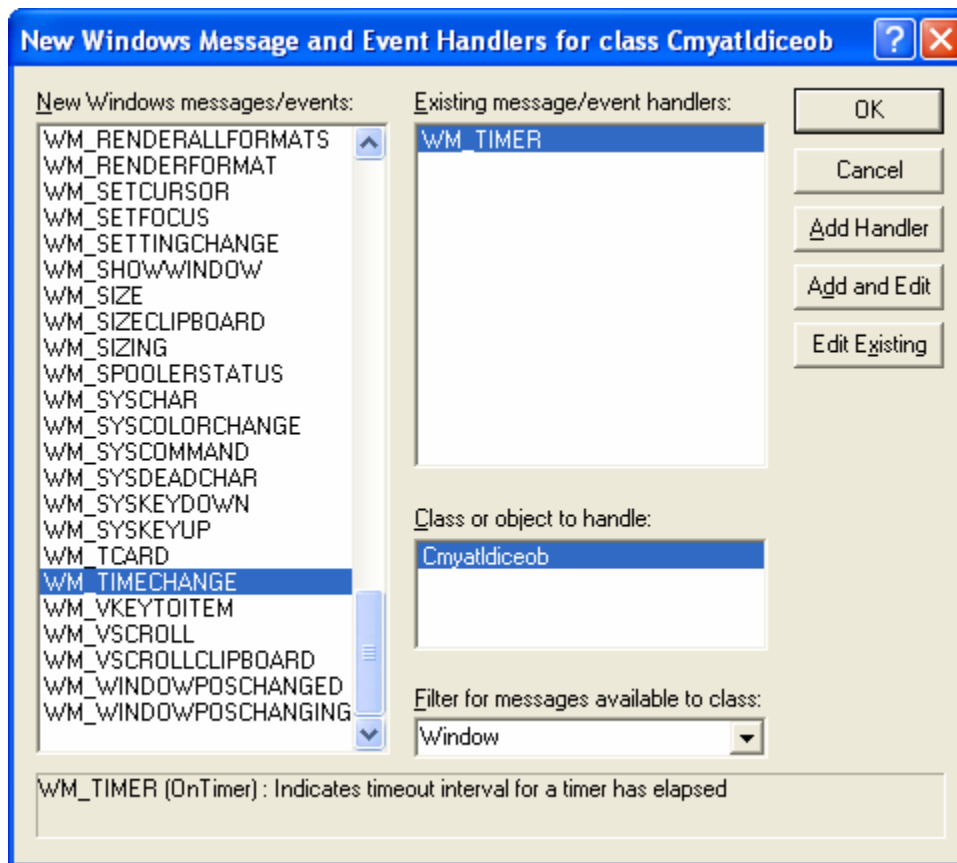 New Windows Message and Event Handlers for class Cmyatldiceob
New Windows messages/events:
WM_RENDERALLFORMATS
WM_RENDERFORMAT
WM_SETCURSOR
WM_SETFOCUS
WM_SETTINGCHANGE
WM_SHOWWINDOW
WM_SIZE
WM_SIZECLIPBOARD
WM_SIZING
WM_SPOOLERSTATUS
WM_SYSCHAR
WM_SYSCOLORCHANGE
WM_SYSCOMMAND
WM_SYSDEADCHAR
WM_SYSKEYDOWN
WM_SYSKEYUP
WM_TCARD
WM_TIMECHANGE
WM_VKEYTOITEM
WM_VSCROLL
WM_VSCROLLCLIPBOARD
WM_WINDOWPOSCHANGED
WM_WINDOWPOSCHANGING
Existing message/event handlers:
WM_TIMER
Class or object to handle:
Cmyatldiceob
Filter for messages available to class:
Window
OK
Cancel
Add Handler
Add and Edit
Edit Existing
WM_TIMER (OnTimer) : Indicates timeout interval for a timer has elapsed